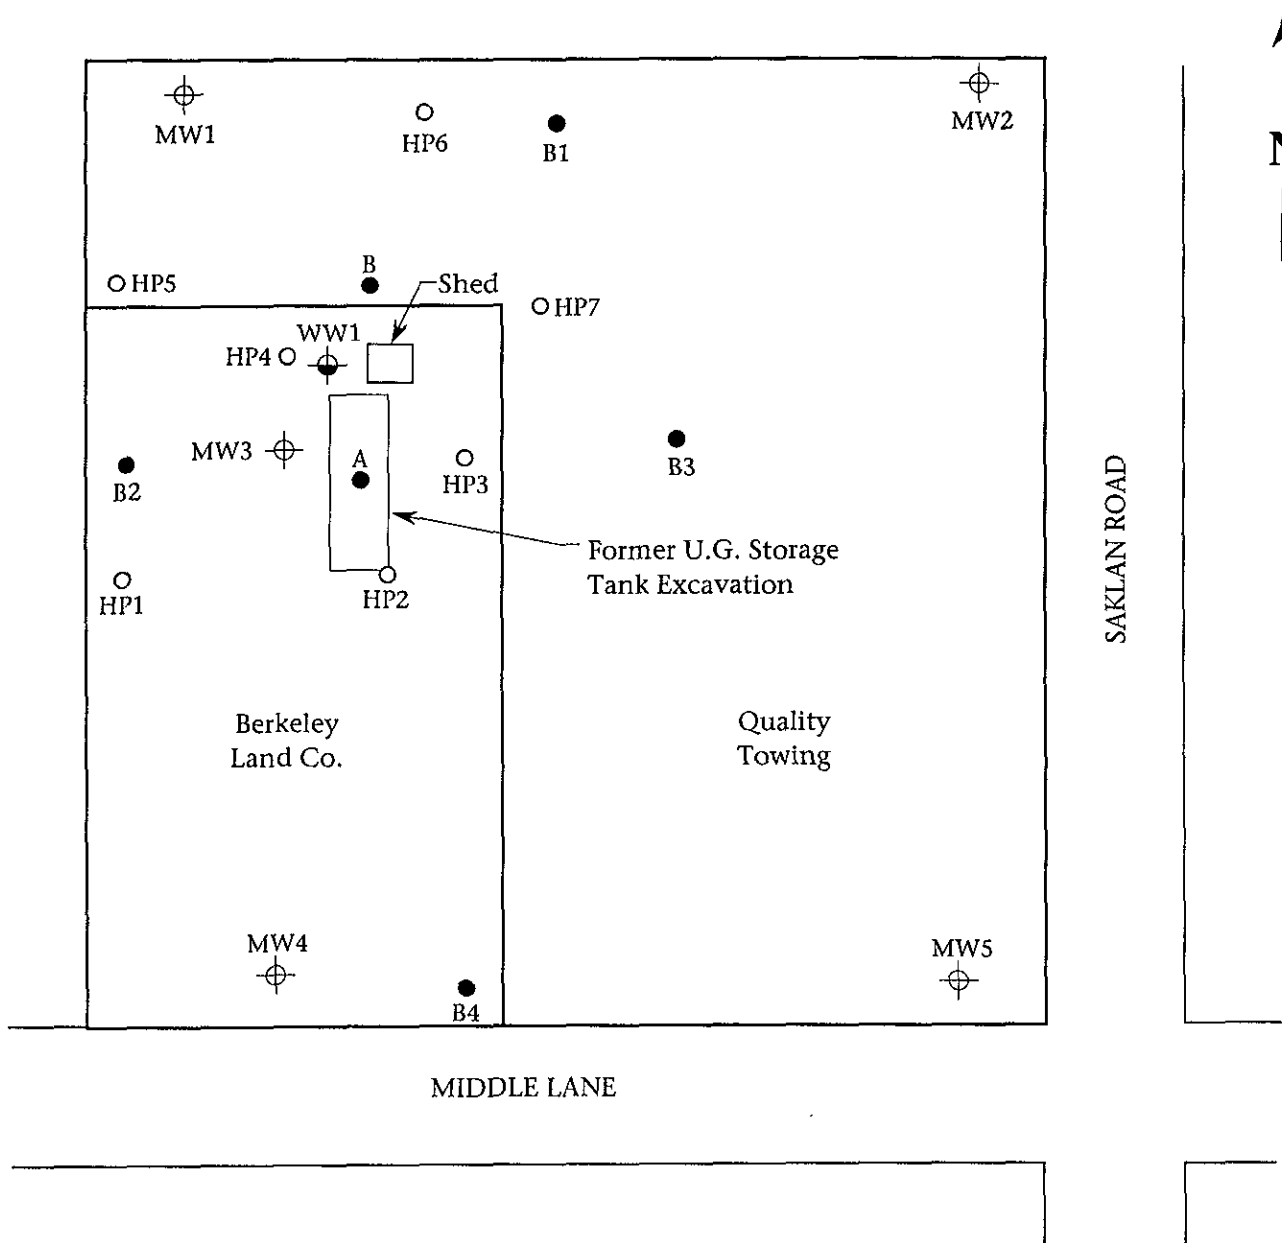 MW1
HP6
B1
MW2
N
B
HP5
Shed
HP7
WW1
HP4
MW3
A
B2
HP3
B3
Former U.G. Storage
Tank Excavation
HP1
HP2
SAKLAN ROAD
Berkeley
Land Co.
Quality
Towing
MW4
MW5
B4
MIDDLE LANE